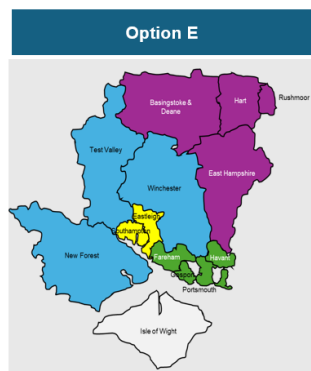 Option E
Basingstoke &
Deane
Hart
Rushmoor
Test Valley
East Hampshire
Winchester
Eastleigh
Southampton
New Forest
Fareham
Havant
Gosport
Portsmouth
Isle of Wight